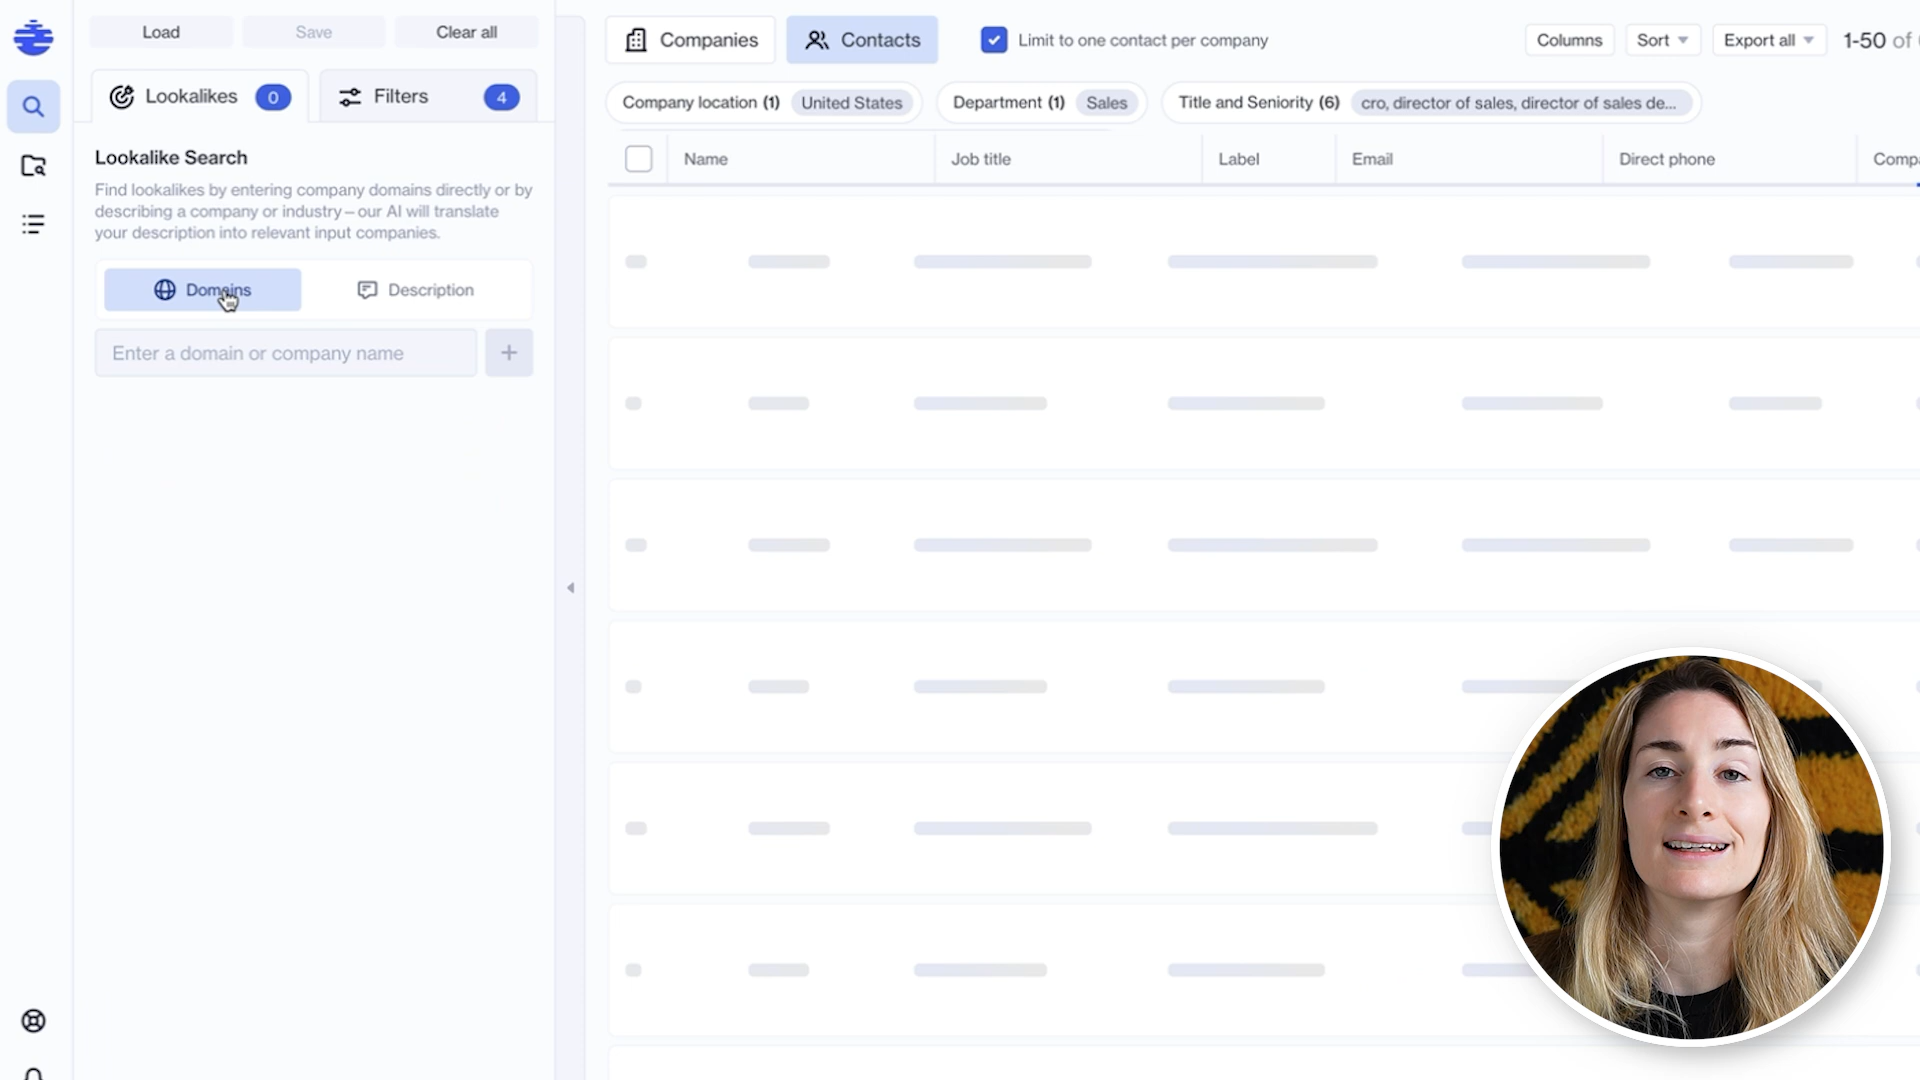 Load
Save
Clear all
Lookalikes 0
Filters 4
Lookalike Search
Find lookalikes by entering company domains directly or by
describing a company or industry – our AI will translate
your description into relevant input companies.
Domains
Description
Enter a domain or company name
Companies
Contacts
Limit to one contact per company
Columns
Sort
Export all
1-50 of
Company location (1) United States
Department (1) Sales
Title and Seniority (6) cro, director of sales, director of sales de...
Name
Job title
Label
Email
Direct phone
Compa